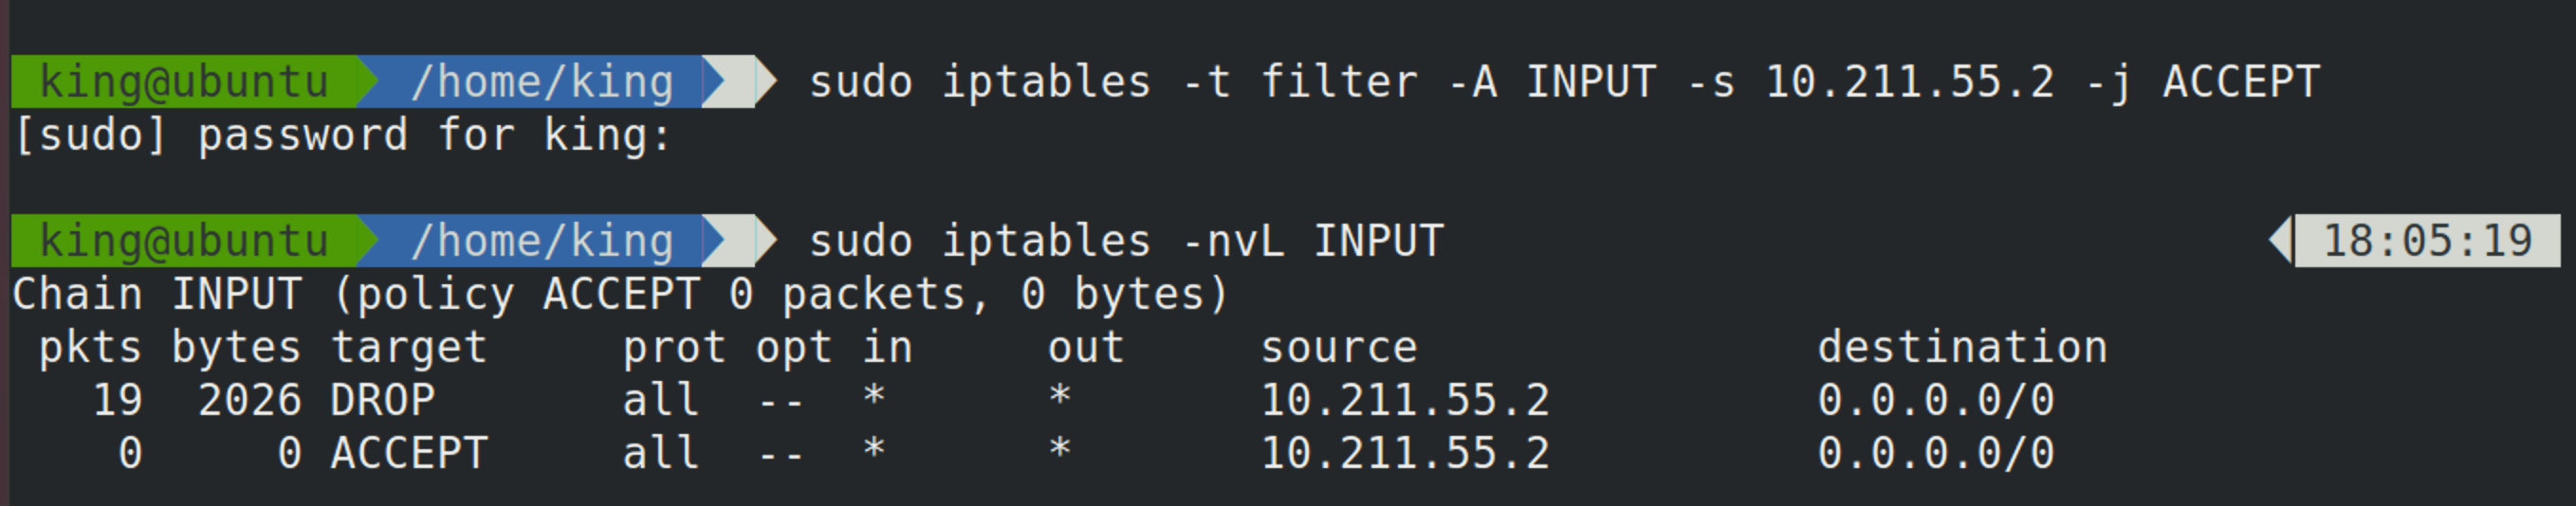 king@ubuntu /home/king sudo iptables -t filter -A INPUT -s 10.211.55.2 -j ACCEPT
[sudo] password for king:
king@ubuntu /home/king sudo iptables -nvL INPUT 18:05:19
Chain INPUT (policy ACCEPT 0 packets, 0 bytes)
pkts bytes target prot opt in out source destination
19 2026 DROP all -- * * 10.211.55.2 0.0.0.0/0
0 0 ACCEPT all -- * * 10.211.55.2 0.0.0.0/0